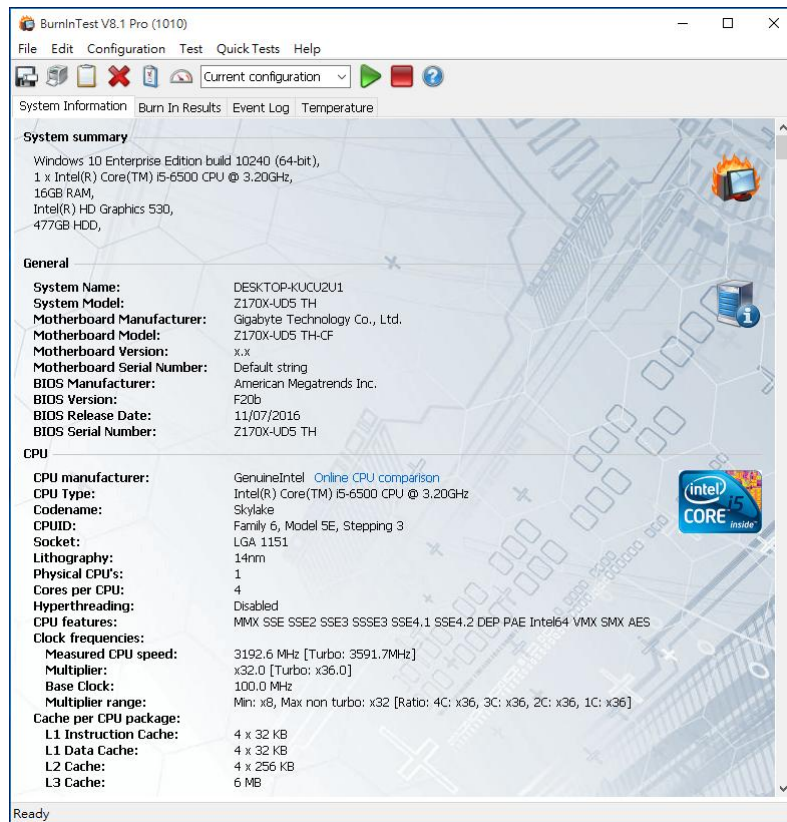 BurnInTest V8.1 Pro (1010)
File Edit Configuration Test Quick Tests Help
Current configuration
System Information Burn In Results Event Log Temperature
System summary
Windows 10 Enterprise Edition build 10240 (64-bit),
1 x Intel(R) Core(TM) i5-6500 CPU @ 3.20GHz,
16GB RAM,
Intel(R) HD Graphics 530,
477GB HDD,
General
System Name: DESKTOP-KUCU2U1
System Model: Z170X-UD5 TH
Motherboard Manufacturer: Gigabyte Technology Co., Ltd.
Motherboard Model: Z170X-UD5 TH-CF
Motherboard Version: x.x
Motherboard Serial Number: Default string
BIOS Manufacturer: American Megatrends Inc.
BIOS Version: F20b
BIOS Release Date: 11/07/2016
BIOS Serial Number: Z170X-UD5 TH
CPU
CPU manufacturer: GenuineIntel Online CPU comparison
CPU Type: Intel(R) Core(TM) i5-6500 CPU @ 3.20GHz
Codename: Skylake
CPUID: Family 6, Model 5E, Stepping 3
Socket: LGA 1151
Lithography: 14nm
Physical CPU's: 1
Cores per CPU: 4
Hyperthreading: Disabled
CPU features: MMX SSE SSE2 SSE3 SSSE3 SSE4.1 SSE4.2 DEP PAE Intel64 VMX SMX AES
Clock frequencies:
Measured CPU speed: 3192.6 MHz [Turbo: 3591.7MHz]
Multiplier: x32.0 [Turbo: x36.0]
Base Clock: 100.0 MHz
Multiplier range: Min: x8, Max non turbo: x32 [Ratio: 4C: x36, 3C: x36, 2C: x36, 1C: x36]
Cache per CPU package:
L1 Instruction Cache: 4 x 32 KB
L1 Data Cache: 4 x 32 KB
L2 Cache: 4 x 256 KB
L3 Cache: 6 MB
intel
CORE i5
inside™
Ready